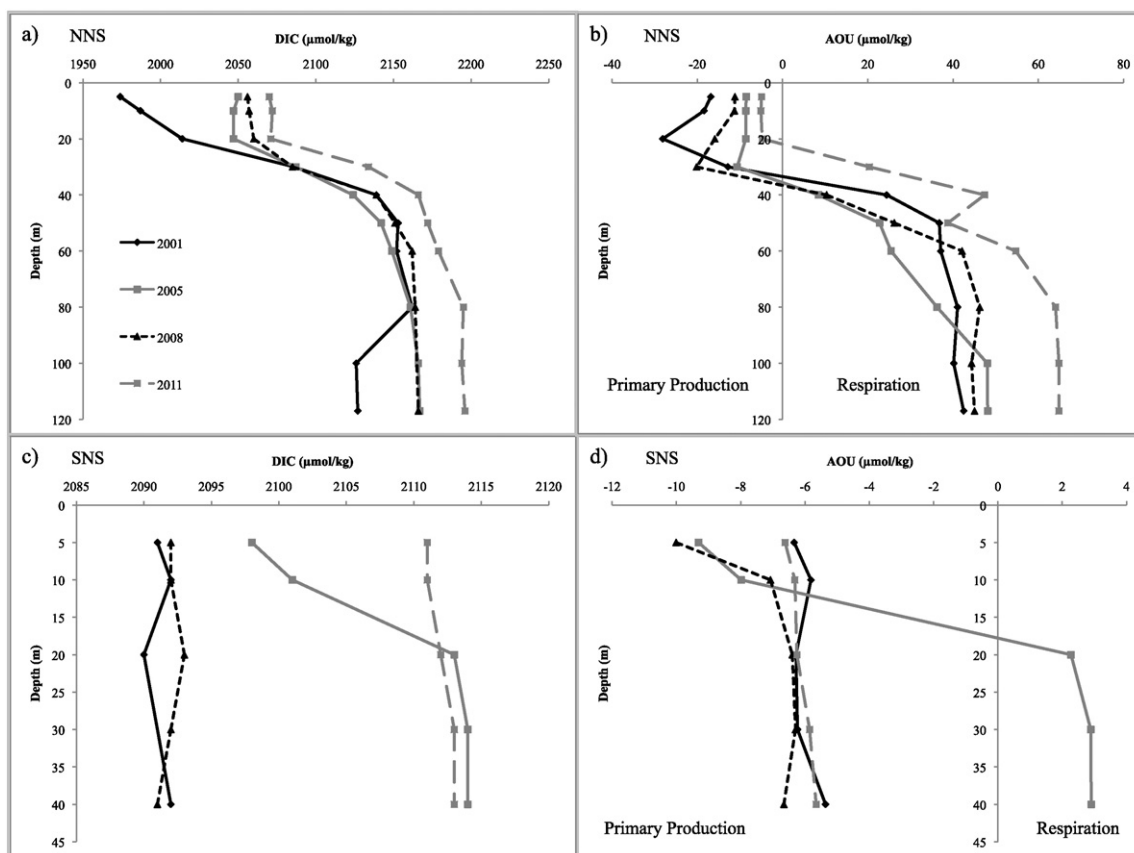 a) NNS DIC (µmol/kg)
1950 2000 2050 2100 2150 2200 2250
0
20
40
60
80
100
120
Depth (m)
2001
2005
2008
2011
b) NNS AOU (µmol/kg)
-40 -20 0 20 40 60 80
0
20
40
60
80
100
120
Depth (m)
Primary Production Respiration
c) SNS DIC (µmol/kg)
2085 2090 2095 2100 2105 2110 2115 2120
0
5
10
15
20
25
30
35
40
45
Depth (m)
d) SNS AOU (µmol/kg)
-12 -10 -8 -6 -4 -2 0 2 4
0
5
10
15
20
25
30
35
40
45
Depth (m)
Primary Production Respiration